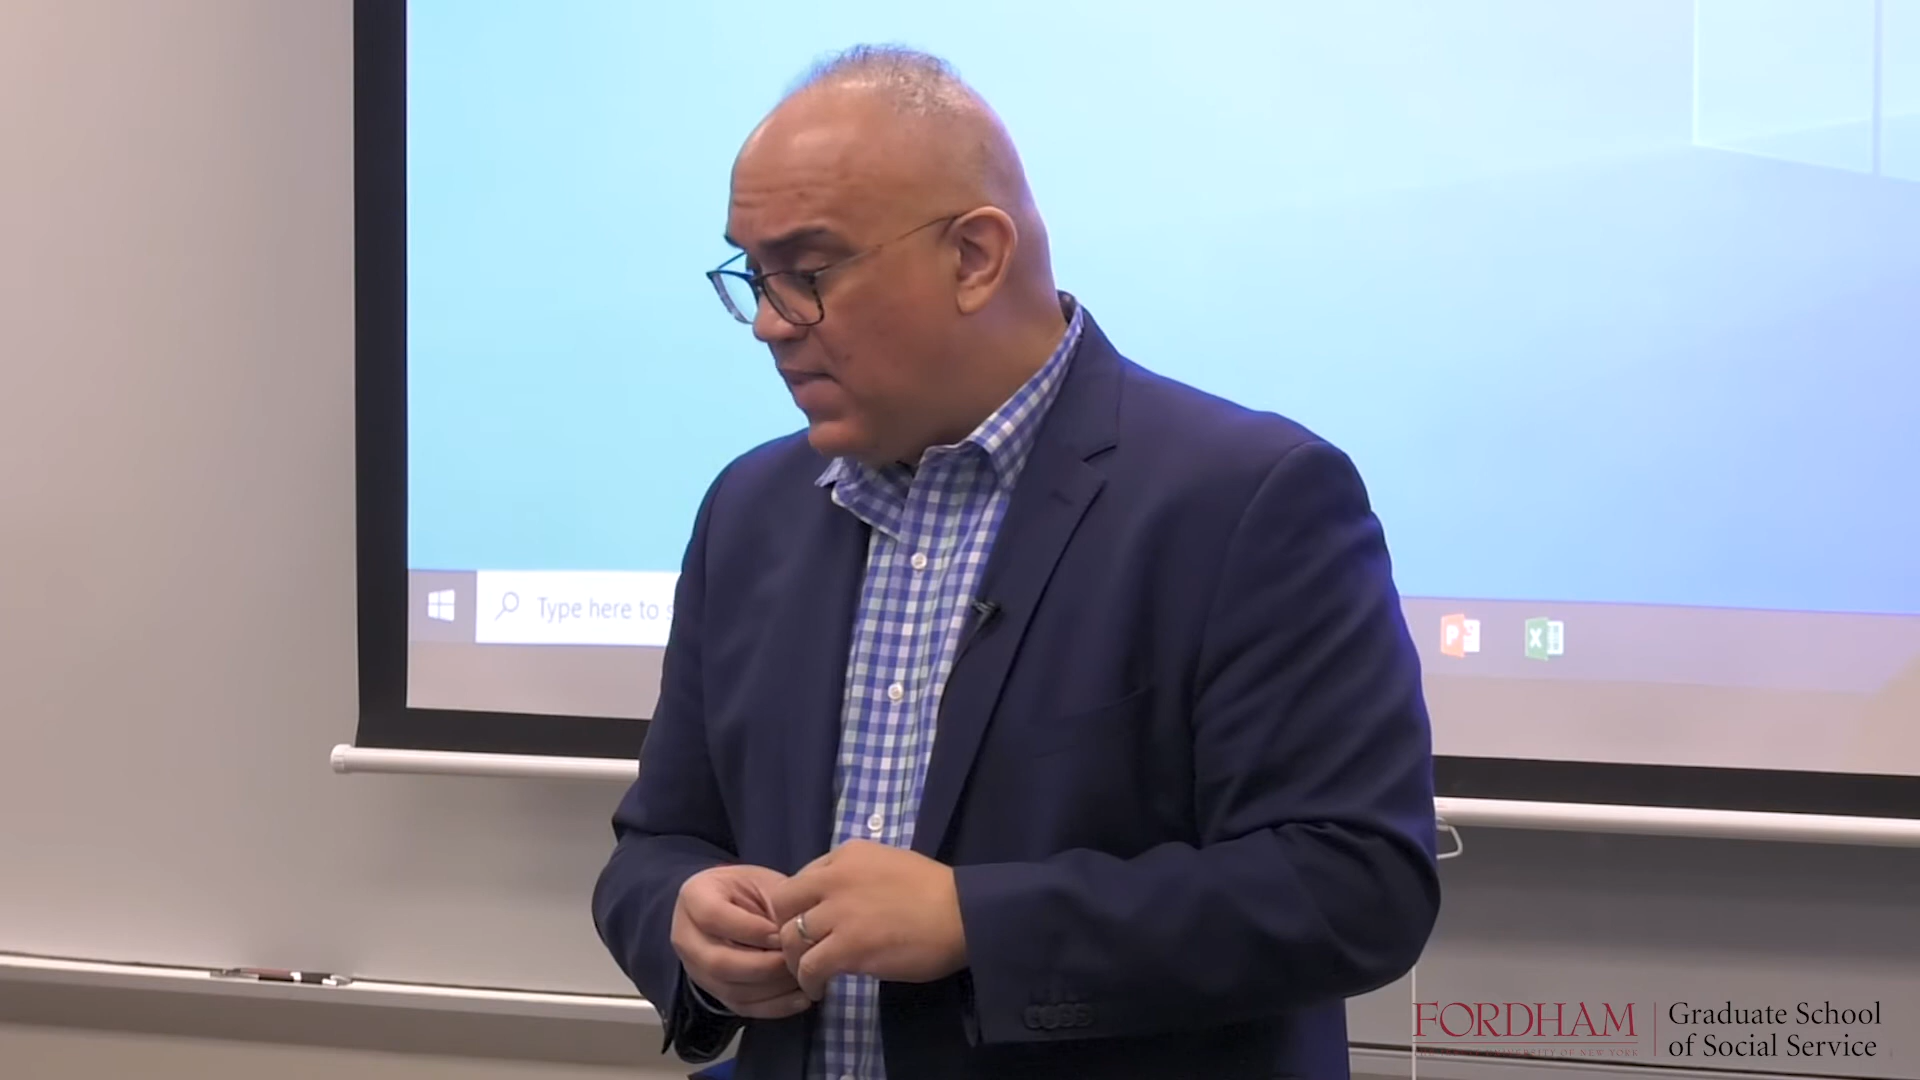 Type here to s
P
X
FORDHAM
Graduate School
of Social Service